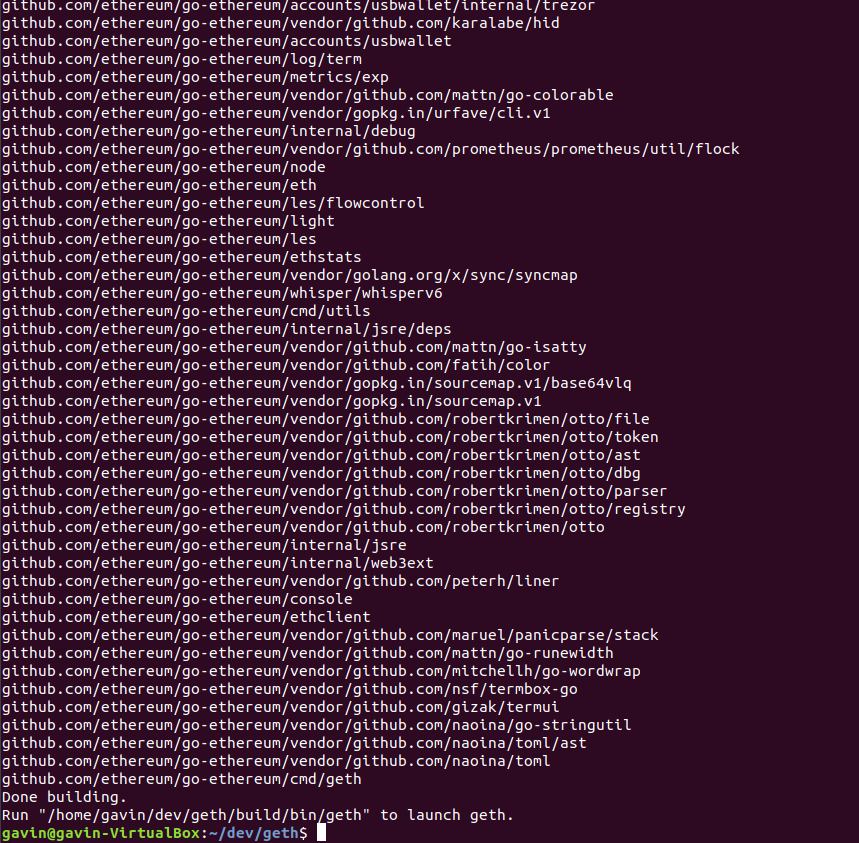 github.com/ethereum/go-ethereum/accounts/usbwallet/internal/trezor
github.com/ethereum/go-ethereum/vendor/github.com/karalabe/hid
github.com/ethereum/go-ethereum/accounts/usbwallet
github.com/ethereum/go-ethereum/log/term
github.com/ethereum/go-ethereum/metrics/exp
github.com/ethereum/go-ethereum/vendor/github.com/mattn/go-colorable
github.com/ethereum/go-ethereum/vendor/gopkg.in/urfave/cli.v1
github.com/ethereum/go-ethereum/internal/debug
github.com/ethereum/go-ethereum/vendor/github.com/prometheus/prometheus/util/flock
github.com/ethereum/go-ethereum/node
github.com/ethereum/go-ethereum/eth
github.com/ethereum/go-ethereum/les/flowcontrol
github.com/ethereum/go-ethereum/light
github.com/ethereum/go-ethereum/les
github.com/ethereum/go-ethereum/ethstats
github.com/ethereum/go-ethereum/vendor/golang.org/x/sync/syncmap
github.com/ethereum/go-ethereum/whisper/whisperv6
github.com/ethereum/go-ethereum/cmd/utils
github.com/ethereum/go-ethereum/internal/jsre/deps
github.com/ethereum/go-ethereum/vendor/github.com/mattn/go-isatty
github.com/ethereum/go-ethereum/vendor/github.com/fatih/color
github.com/ethereum/go-ethereum/vendor/gopkg.in/sourcemap.v1/base64vlq
github.com/ethereum/go-ethereum/vendor/gopkg.in/sourcemap.v1
github.com/ethereum/go-ethereum/vendor/github.com/robertkrimen/otto/file
github.com/ethereum/go-ethereum/vendor/github.com/robertkrimen/otto/token
github.com/ethereum/go-ethereum/vendor/github.com/robertkrimen/otto/ast
github.com/ethereum/go-ethereum/vendor/github.com/robertkrimen/otto/dbg
github.com/ethereum/go-ethereum/vendor/github.com/robertkrimen/otto/parser
github.com/ethereum/go-ethereum/vendor/github.com/robertkrimen/otto/registry
github.com/ethereum/go-ethereum/vendor/github.com/robertkrimen/otto
github.com/ethereum/go-ethereum/internal/jsre
github.com/ethereum/go-ethereum/internal/web3ext
github.com/ethereum/go-ethereum/vendor/github.com/peterh/liner
github.com/ethereum/go-ethereum/console
github.com/ethereum/go-ethereum/ethclient
github.com/ethereum/go-ethereum/vendor/github.com/maruel/panicparse/stack
github.com/ethereum/go-ethereum/vendor/github.com/mattn/go-runewidth
github.com/ethereum/go-ethereum/vendor/github.com/mitchellh/go-wordwrap
github.com/ethereum/go-ethereum/vendor/github.com/nsf/termbox-go
github.com/ethereum/go-ethereum/vendor/github.com/gizak/termui
github.com/ethereum/go-ethereum/vendor/github.com/naoina/go-stringutil
github.com/ethereum/go-ethereum/vendor/github.com/naoina/toml/ast
github.com/ethereum/go-ethereum/vendor/github.com/naoina/toml
github.com/ethereum/go-ethereum/cmd/geth
Done building.
Run "/home/gavin/dev/geth/build/bin/geth" to launch geth.
gavin@gavin-VirtualBox:~/dev/geth$